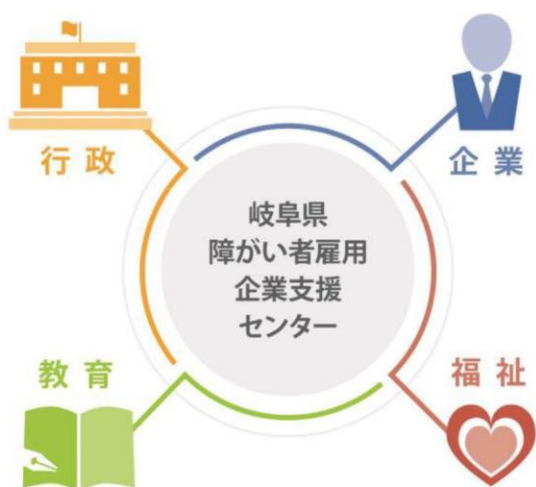 行政
企業
岐阜県
障がい者雇用
企業支援
センター
教育
福祉